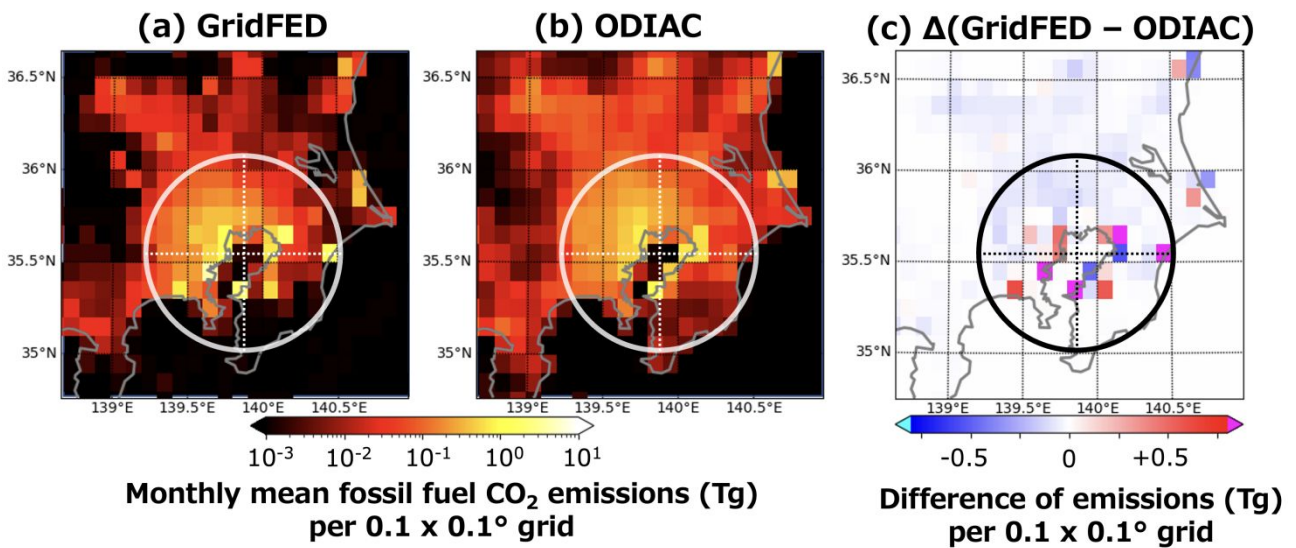 (a) GridFED
(b) ODIAC
(c) Δ(GridFED – ODIAC)
36.5°N
36°N
35.5°N
35°N
139°E 139.5°E 140°E 140.5°E
36.5°N
36°N
35.5°N
35°N
139°E 139.5°E 140°E 140.5°E
36.5°N
36°N
35.5°N
35°N
139°E 139.5°E 140°E 140.5°E
10⁻³ 10⁻² 10⁻¹ 10⁰ 10¹
Monthly mean fossil fuel CO₂ emissions (Tg)
per 0.1 x 0.1° grid
-0.5 0 +0.5
Difference of emissions (Tg)
per 0.1 x 0.1° grid